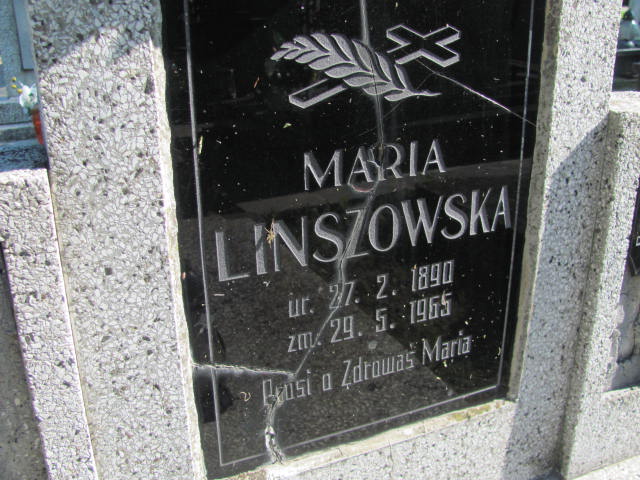 MARIA
LINSZOWSKA
ur. 27. 2. 1890
zm. 29. 5. 1965
Prosi o Zdrowaś Maria